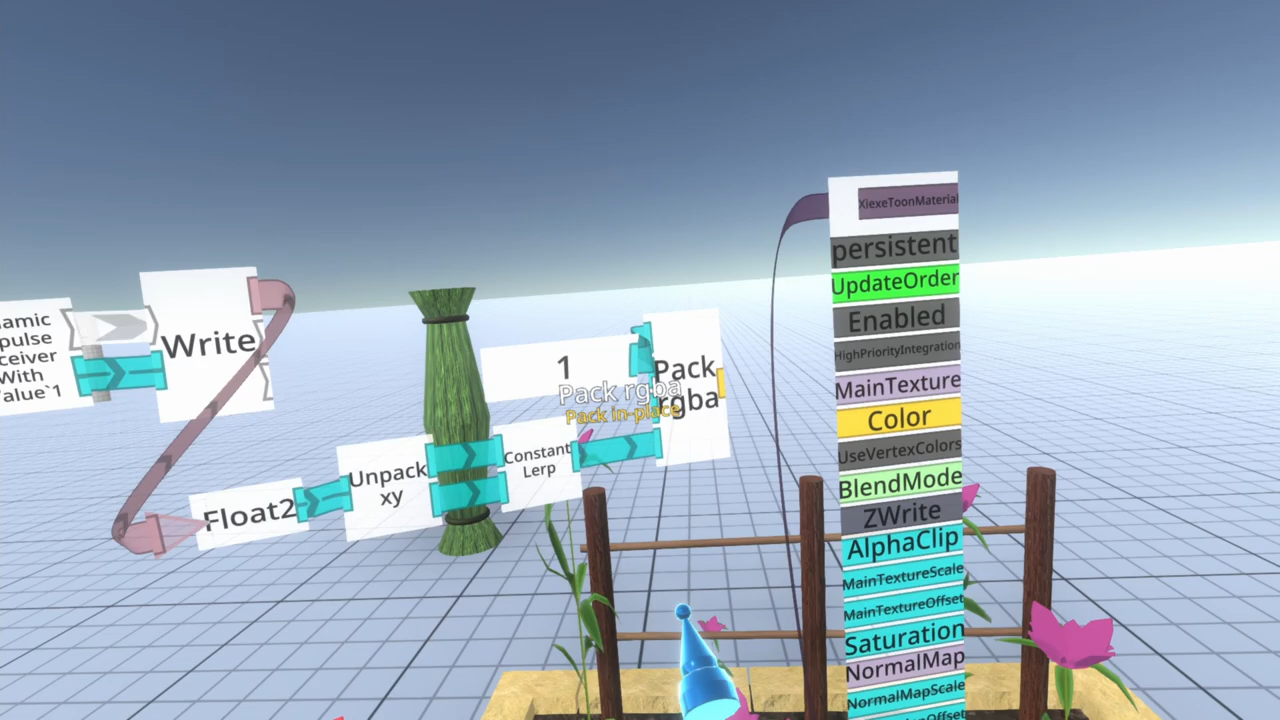 amic
pulse
ceiver
With
alue`1
Write
Float2
Unpack
xy
Constant
Lerp
1
Pack
rgba
Pack rgba
Pack in-place
XiexeToonMaterial
persistent
UpdateOrder
Enabled
HighPriorityIntegration
MainTexture
Color
UseVertexColors
BlendMode
ZWrite
AlphaClip
MainTextureScale
MainTextureOffset
Saturation
NormalMap
NormalMapScale
Offset